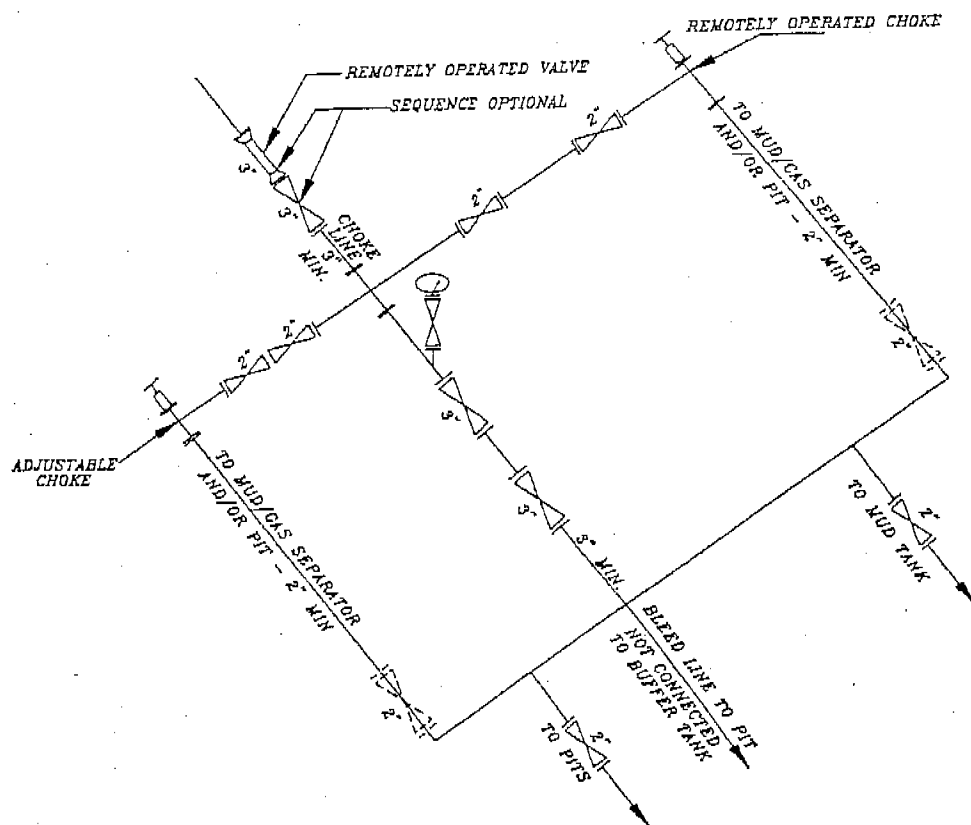 REMOTELY OPERATED CHOKE
REMOTELY OPERATED VALVE
SEQUENCE OPTIONAL
3"
3"
CHOKE
LINE
3"
MIN.
2"
2"
TO MUD/GAS SEPARATOR
AND/OR PIT - 2" MIN
2"
2"
2"
ADJUSTABLE
CHOKE
TO MUD/GAS SEPARATOR
AND/OR PIT - 2" MIN
2"
3"
3"
3" MIN.
BLEED LINE TO PIT
NOT CONNECTED
TO BUFFER TANK
2"
TO MUD TANK
2"
TO PITS